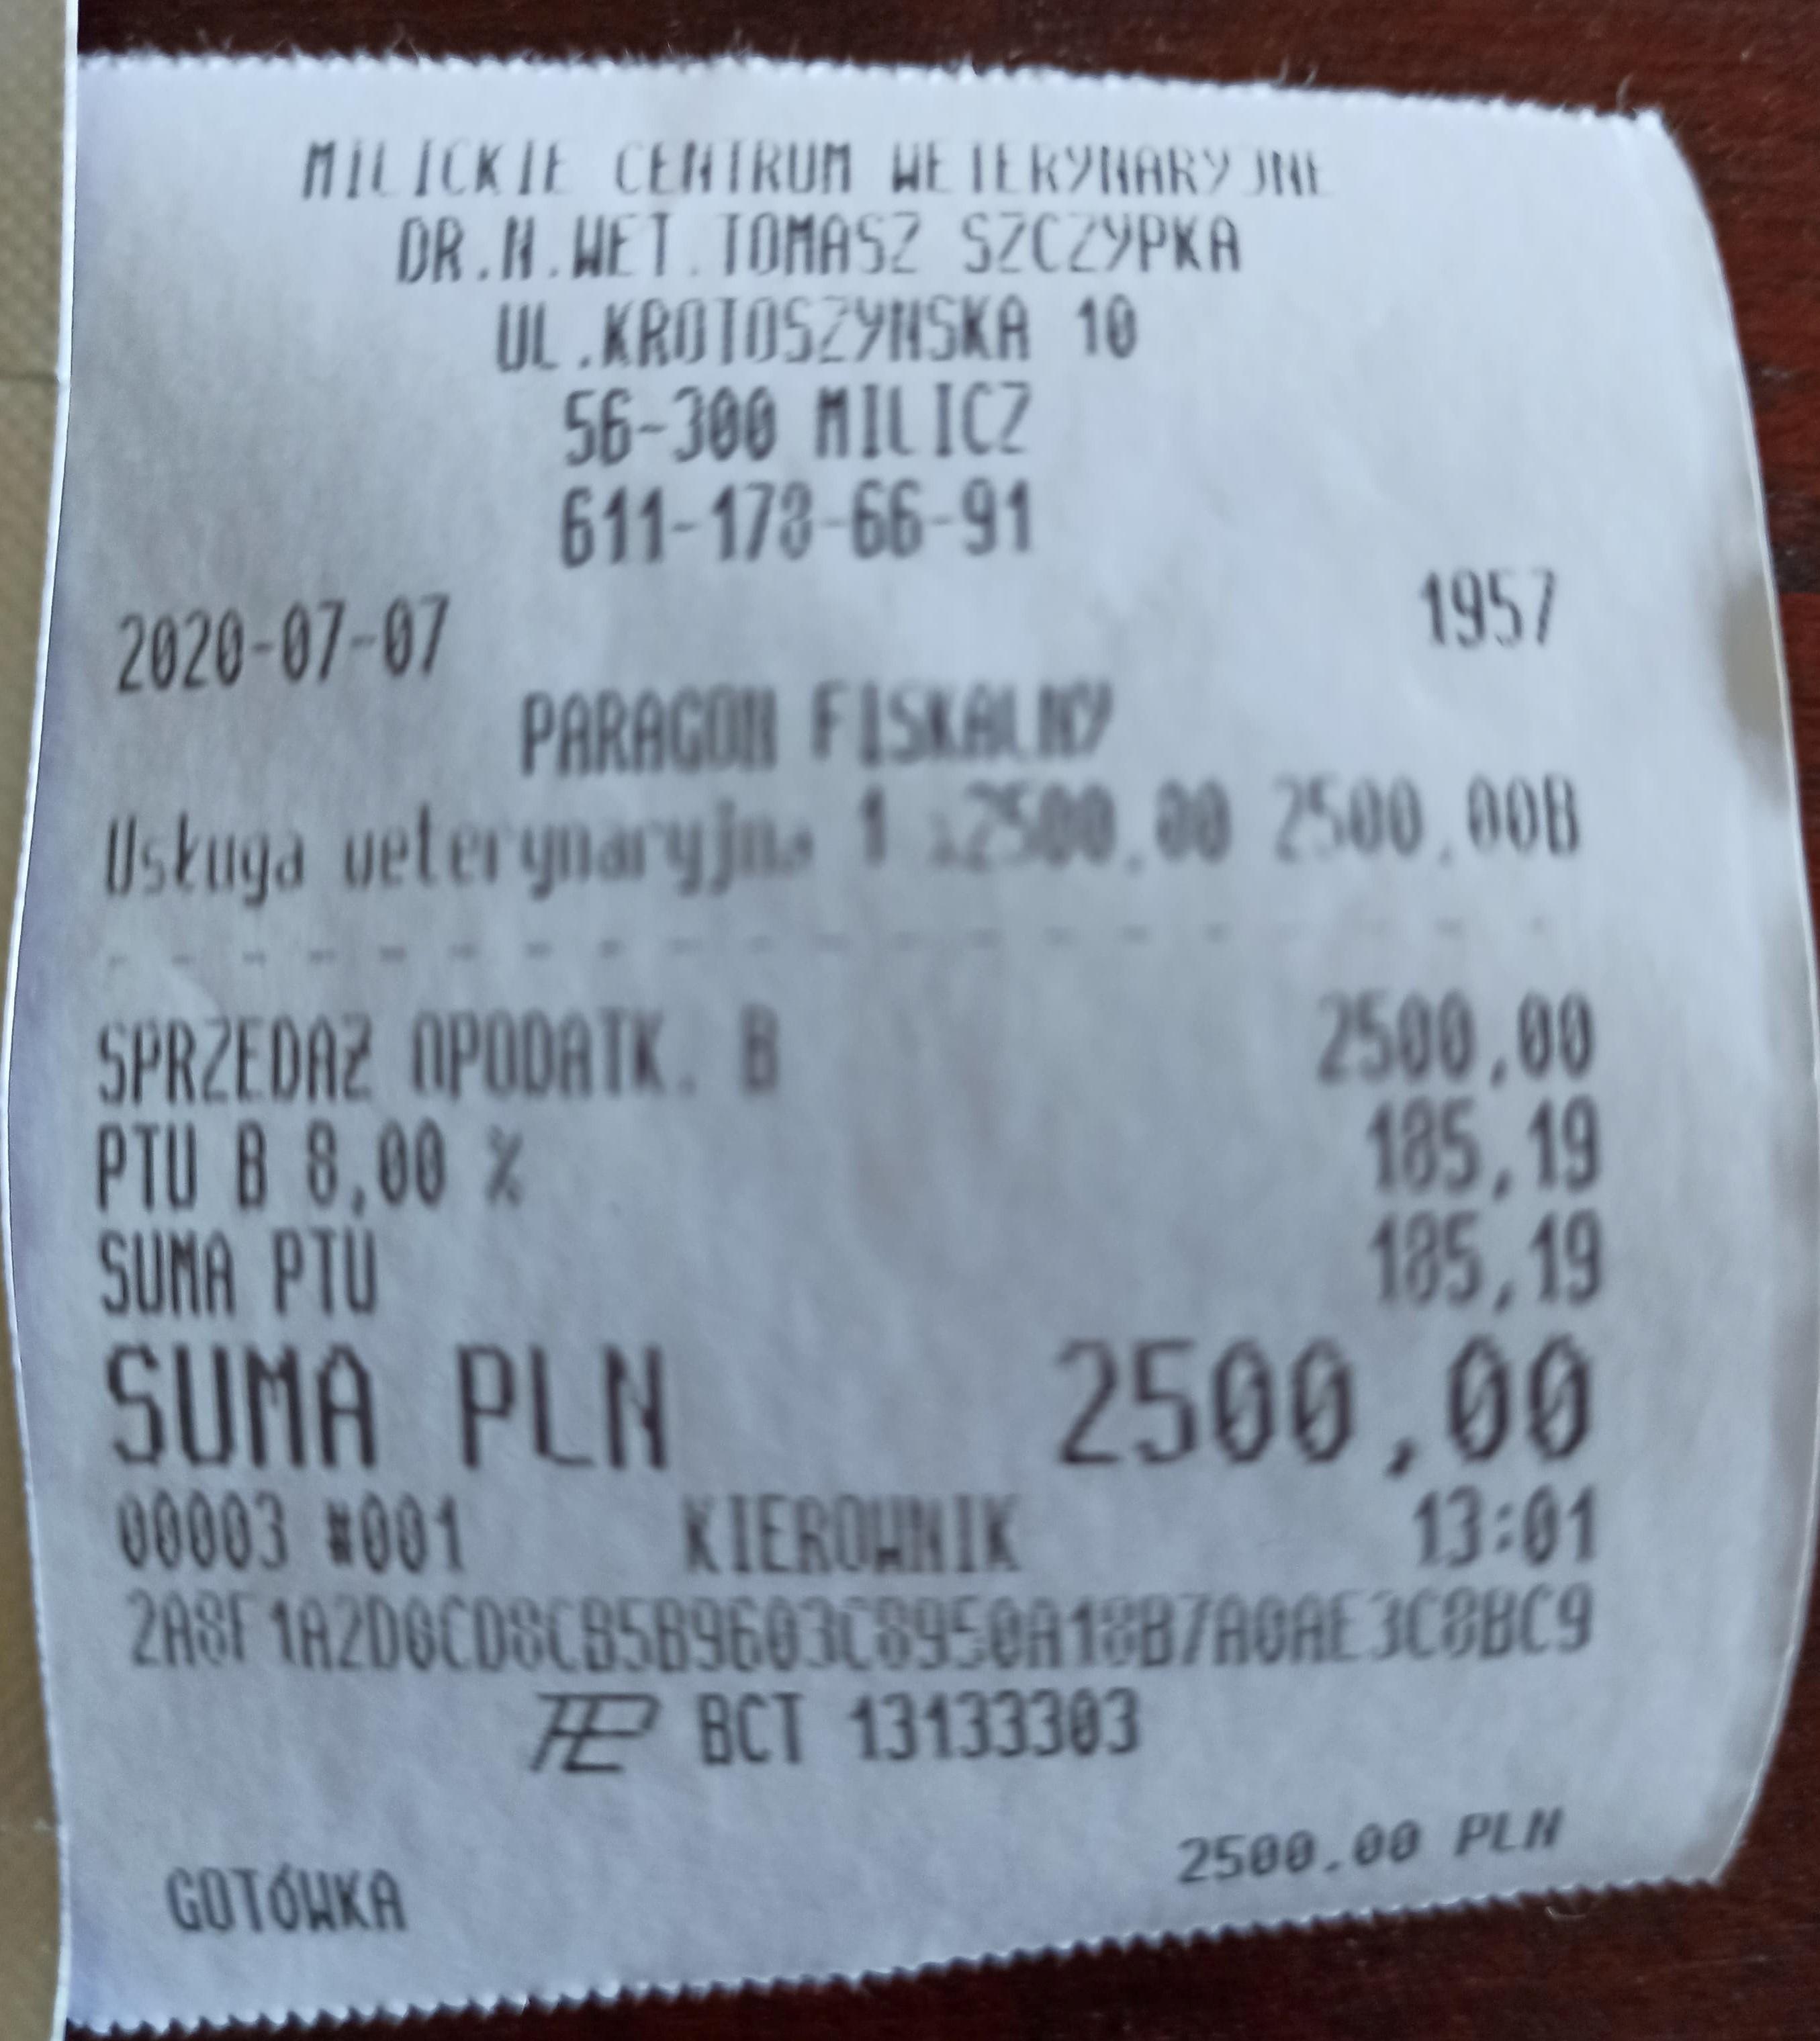 MILICKIE CENTRUM WETERYNARYJNE
DR.N.WET.TOMASZ SZCZYPKA
UL.KROTOSZYNSKA 10
56-300 MILICZ
611-178-66-91
2020-07-07 1957
PARAGON FISKALNY
Usługa weterynaryjna 1 x2500,00 2500,00B
SPRZEDAŻ OPODATK. B 2500,00
PTU B 8,00 % 185,19
SUMA PTU 185,19
SUMA PLN 2500,00
00003 #001 KIEROWNIK 13:01
BCT 13133303
GOTÓWKA 2500.00 PLN